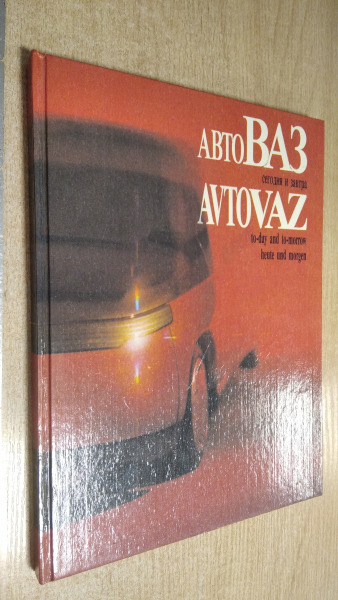 АвтоВАЗ
сегодня и завтра
AVTOVAZ
to-day and to-morrow
heute und morgen